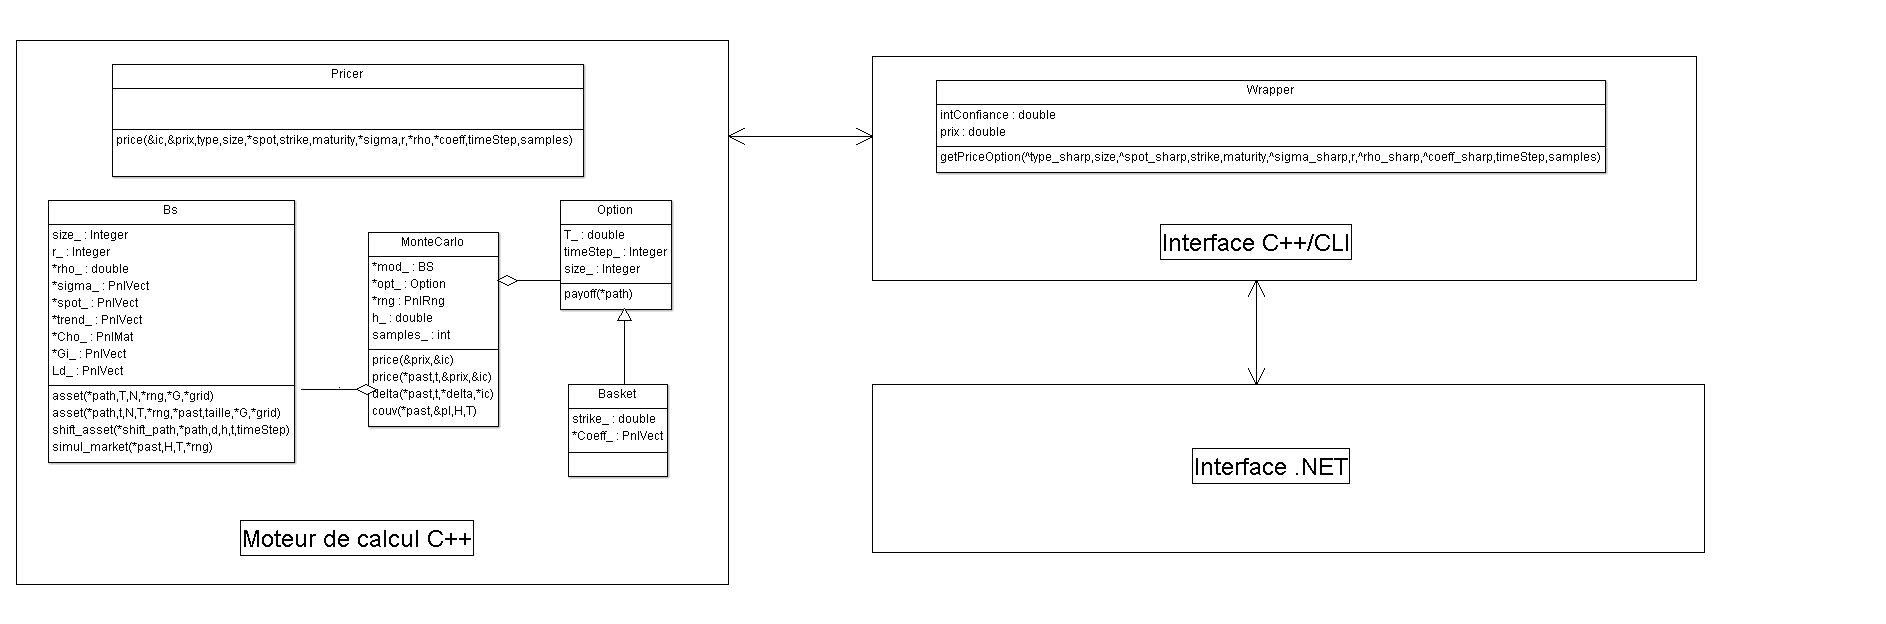 Pricer
price(&ic,&prix,type,size,*spot,strike,maturity,*sigma,r,*rho,*coeff,timeStep,samples)
Bs
size_ : Integer
r_ : Integer
*rho_ : double
*sigma_ : PnlVect
*spot_ : PnlVect
*trend_ : PnlVect
*Cho_ : PnlMat
*Gi_ : PnlVect
Ld_ : PnlVect
asset(*path,T,N,*rng,*G,*grid)
asset(*path,t,N,T,*rng,*past,taille,*G,*grid)
shift_asset(*shift_path,*path,d,h,t,timeStep)
simul_market(*past,H,T,*rng)
MonteCarlo
*mod_ : BS
*opt_ : Option
*rng : PnlRng
h_ : double
samples_ : int
price(&prix,&ic)
price(*past,t,&prix,&ic)
delta(*past,t,*delta,*ic)
couv(*past,&pl,H,T)
Option
T_ : double
timeStep_ : Integer
size_ : Integer
payoff(*path)
Basket
strike_ : double
*Coeff_ : PnlVect
Moteur de calcul C++
Wrapper
intConfiance : double
prix : double
getPriceOption(^type_sharp,size,^spot_sharp,strike,maturity,^sigma_sharp,r,^rho_sharp,^coeff_sharp,timeStep,samples)
Interface C++/CLI
Interface .NET